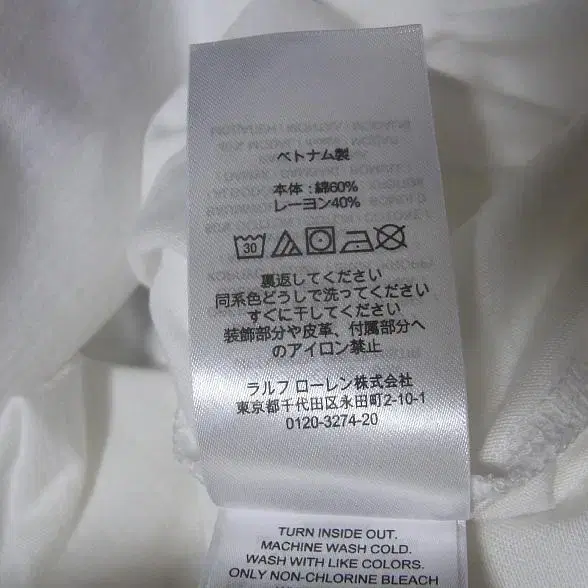 ベトナム製
本体：綿60%
レーヨン40%
30
裏返してください
同系色どうしで洗ってください
すぐに干してください
装飾部分や皮革、付属部分へ
のアイロン禁止
ラルフ ローレン株式会社
東京都千代田区永田町2-10-1
0120-3274-20
TURN INSIDE OUT.
MACHINE WASH COLD.
WASH WITH LIKE COLORS.
ONLY NON-CHLORINE BLEACH